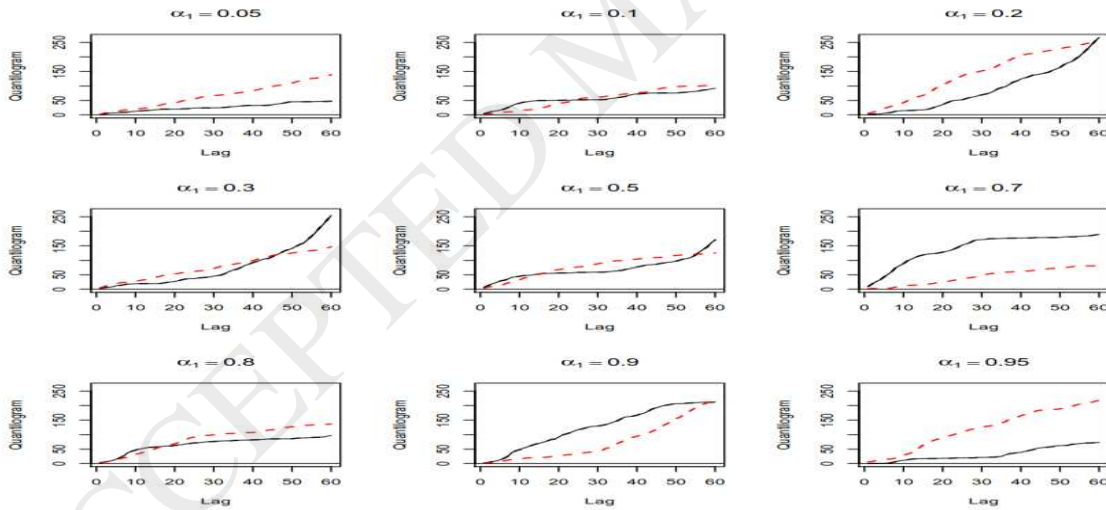 α₁ = 0.05 α₁ = 0.1 α₁ = 0.2
Quantilogram 0 50 150 250 Quantilogram 0 50 150 250 Quantilogram 0 50 150 250
0 10 20 30 40 50 60 0 10 20 30 40 50 60 0 10 20 30 40 50 60
Lag Lag Lag
α₁ = 0.3 α₁ = 0.5 α₁ = 0.7
Quantilogram 0 50 150 250 Quantilogram 0 50 150 250 Quantilogram 0 50 150 250
0 10 20 30 40 50 60 0 10 20 30 40 50 60 0 10 20 30 40 50 60
Lag Lag Lag
α₁ = 0.8 α₁ = 0.9 α₁ = 0.95
Quantilogram 0 50 150 250 Quantilogram 0 50 150 250 Quantilogram 0 50 150 250
0 10 20 30 40 50 60 0 10 20 30 40 50 60 0 10 20 30 40 50 60
Lag Lag Lag
CCEPTED MA